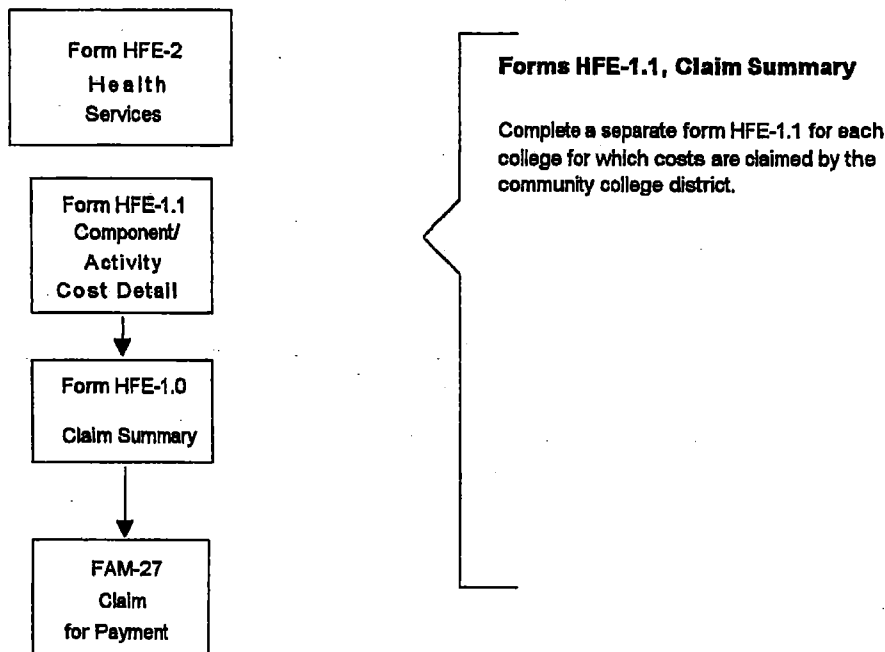 Form HFE-2
Health
Services
Form HFE-1.1
Component/
Activity
Cost Detail
Form HFE-1.0
Claim Summary
FAM-27
Claim
for Payment
Forms HFE-1.1, Claim Summary
Complete a separate form HFE-1.1 for each
college for which costs are claimed by the
community college district.